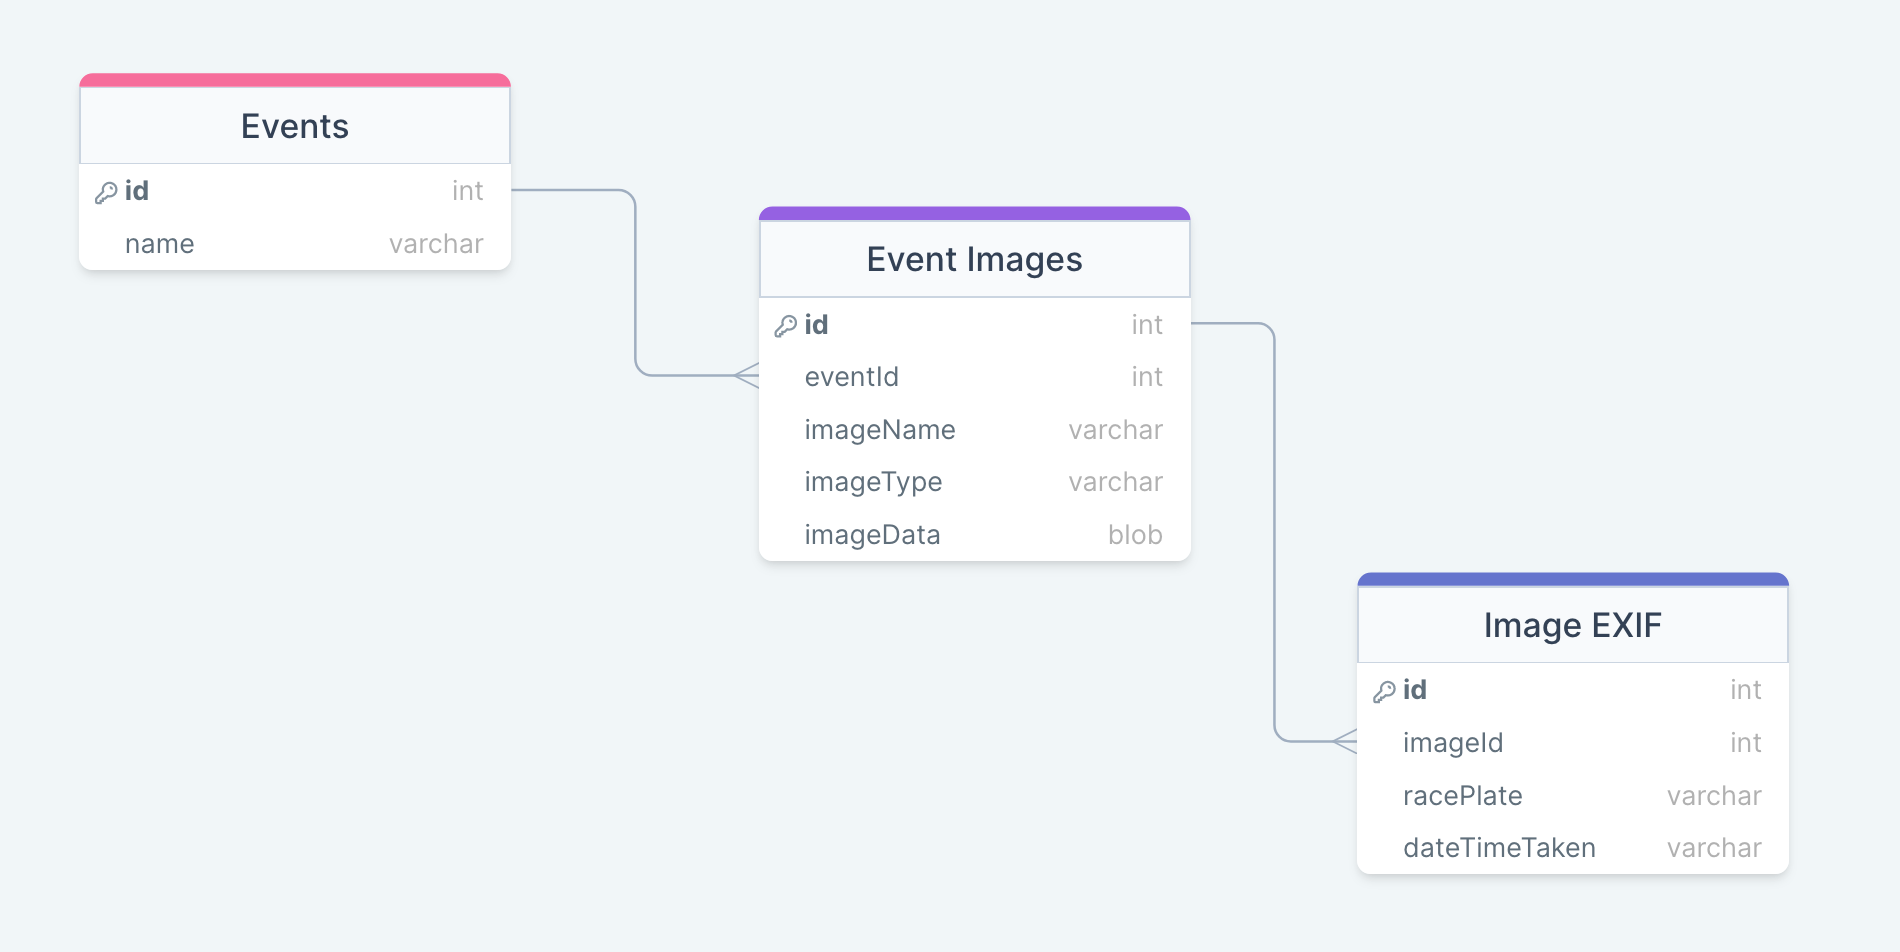 Events
id int
name varchar
Event Images
id int
eventId int
imageName varchar
imageType varchar
imageData blob
Image EXIF
id int
imageId int
racePlate varchar
dateTimeTaken varchar